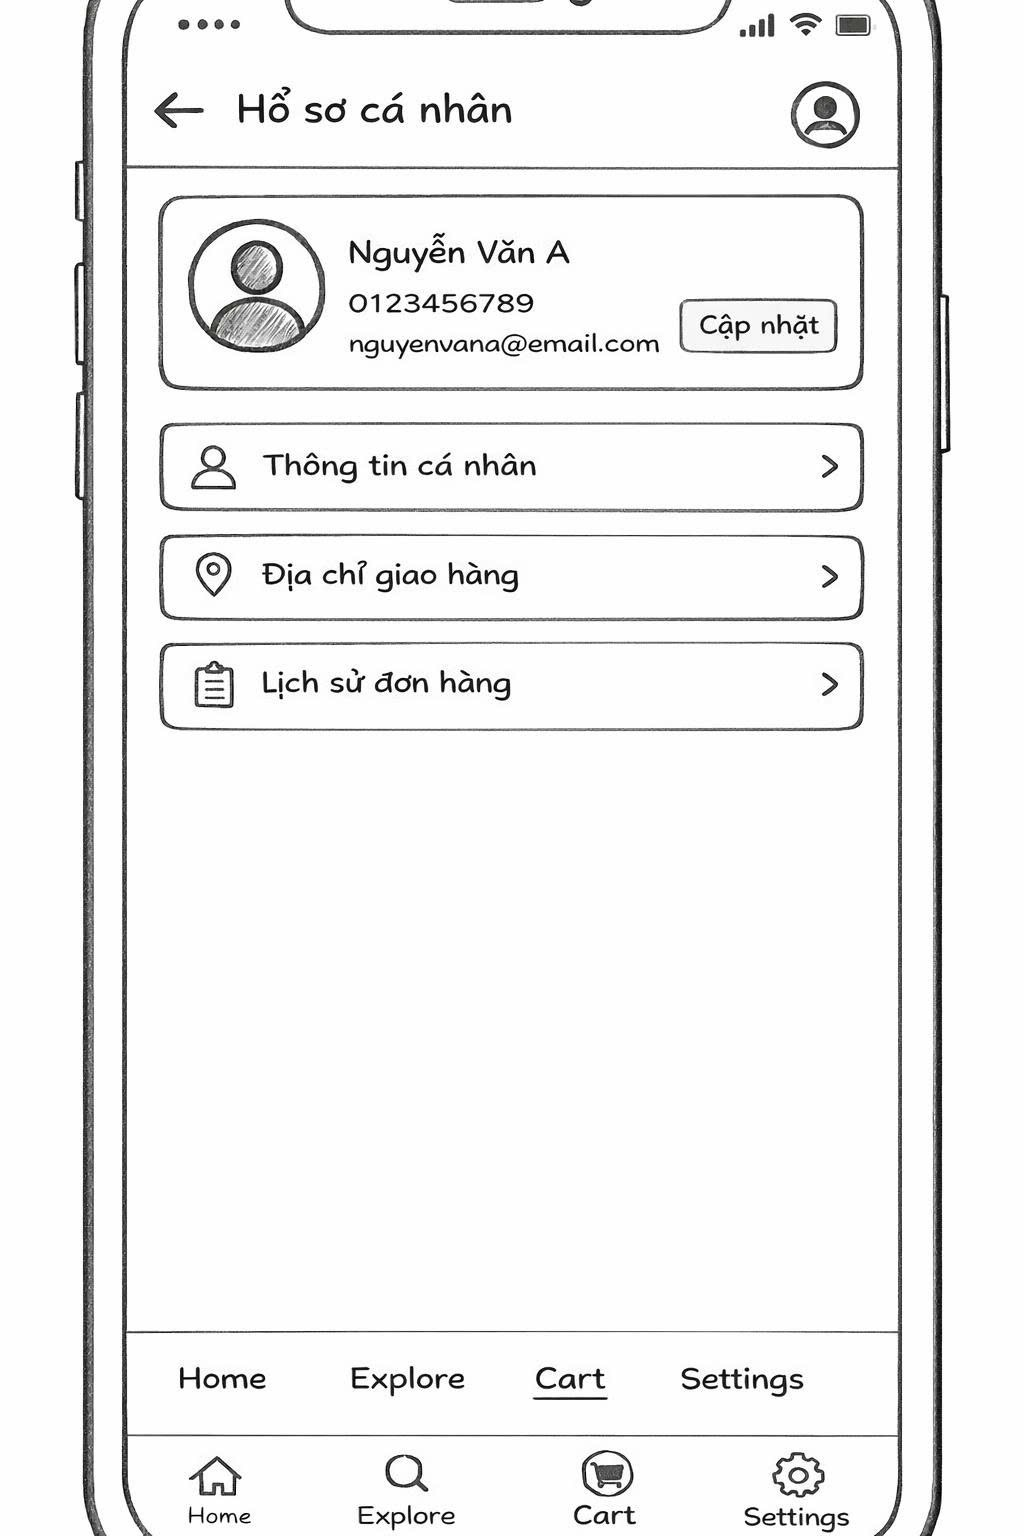 Hổ sơ cá nhân
Nguyễn Văn A
0123456789
nguyenvana@email.com
Cập nhặt
Thông tin cá nhân
Địa chỉ giao hàng
Lịch sử đơn hàng
Home Explore Cart Settings
Home Explore Cart Settings